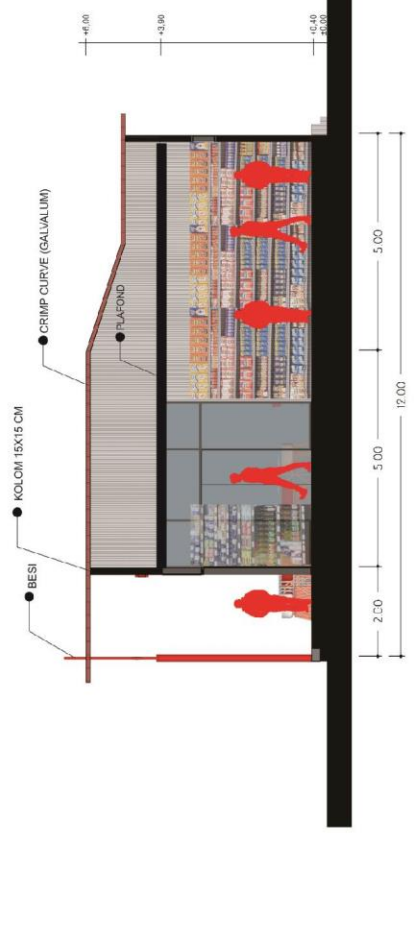 BESI
KOLOM 15X15 CM
CRIMP CURVE (GALVALUM)
PLAFOND
+6,00
+3,90
+0,40
±0,00
2.00
5.00
5.00
12.00